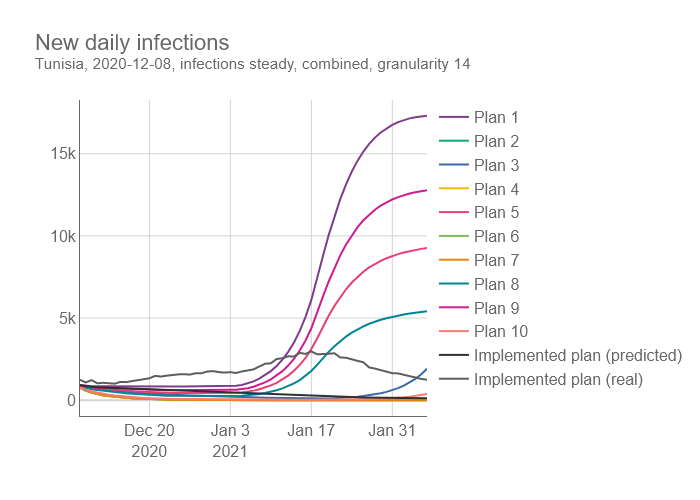 New daily infections
Tunisia, 2020-12-08, infections steady, combined, granularity 14
15k
10k
5k
0
Dec 20
2020
Jan 3
2021
Jan 17
Jan 31
Plan 1
Plan 2
Plan 3
Plan 4
Plan 5
Plan 6
Plan 7
Plan 8
Plan 9
Plan 10
Implemented plan (predicted)
Implemented plan (real)